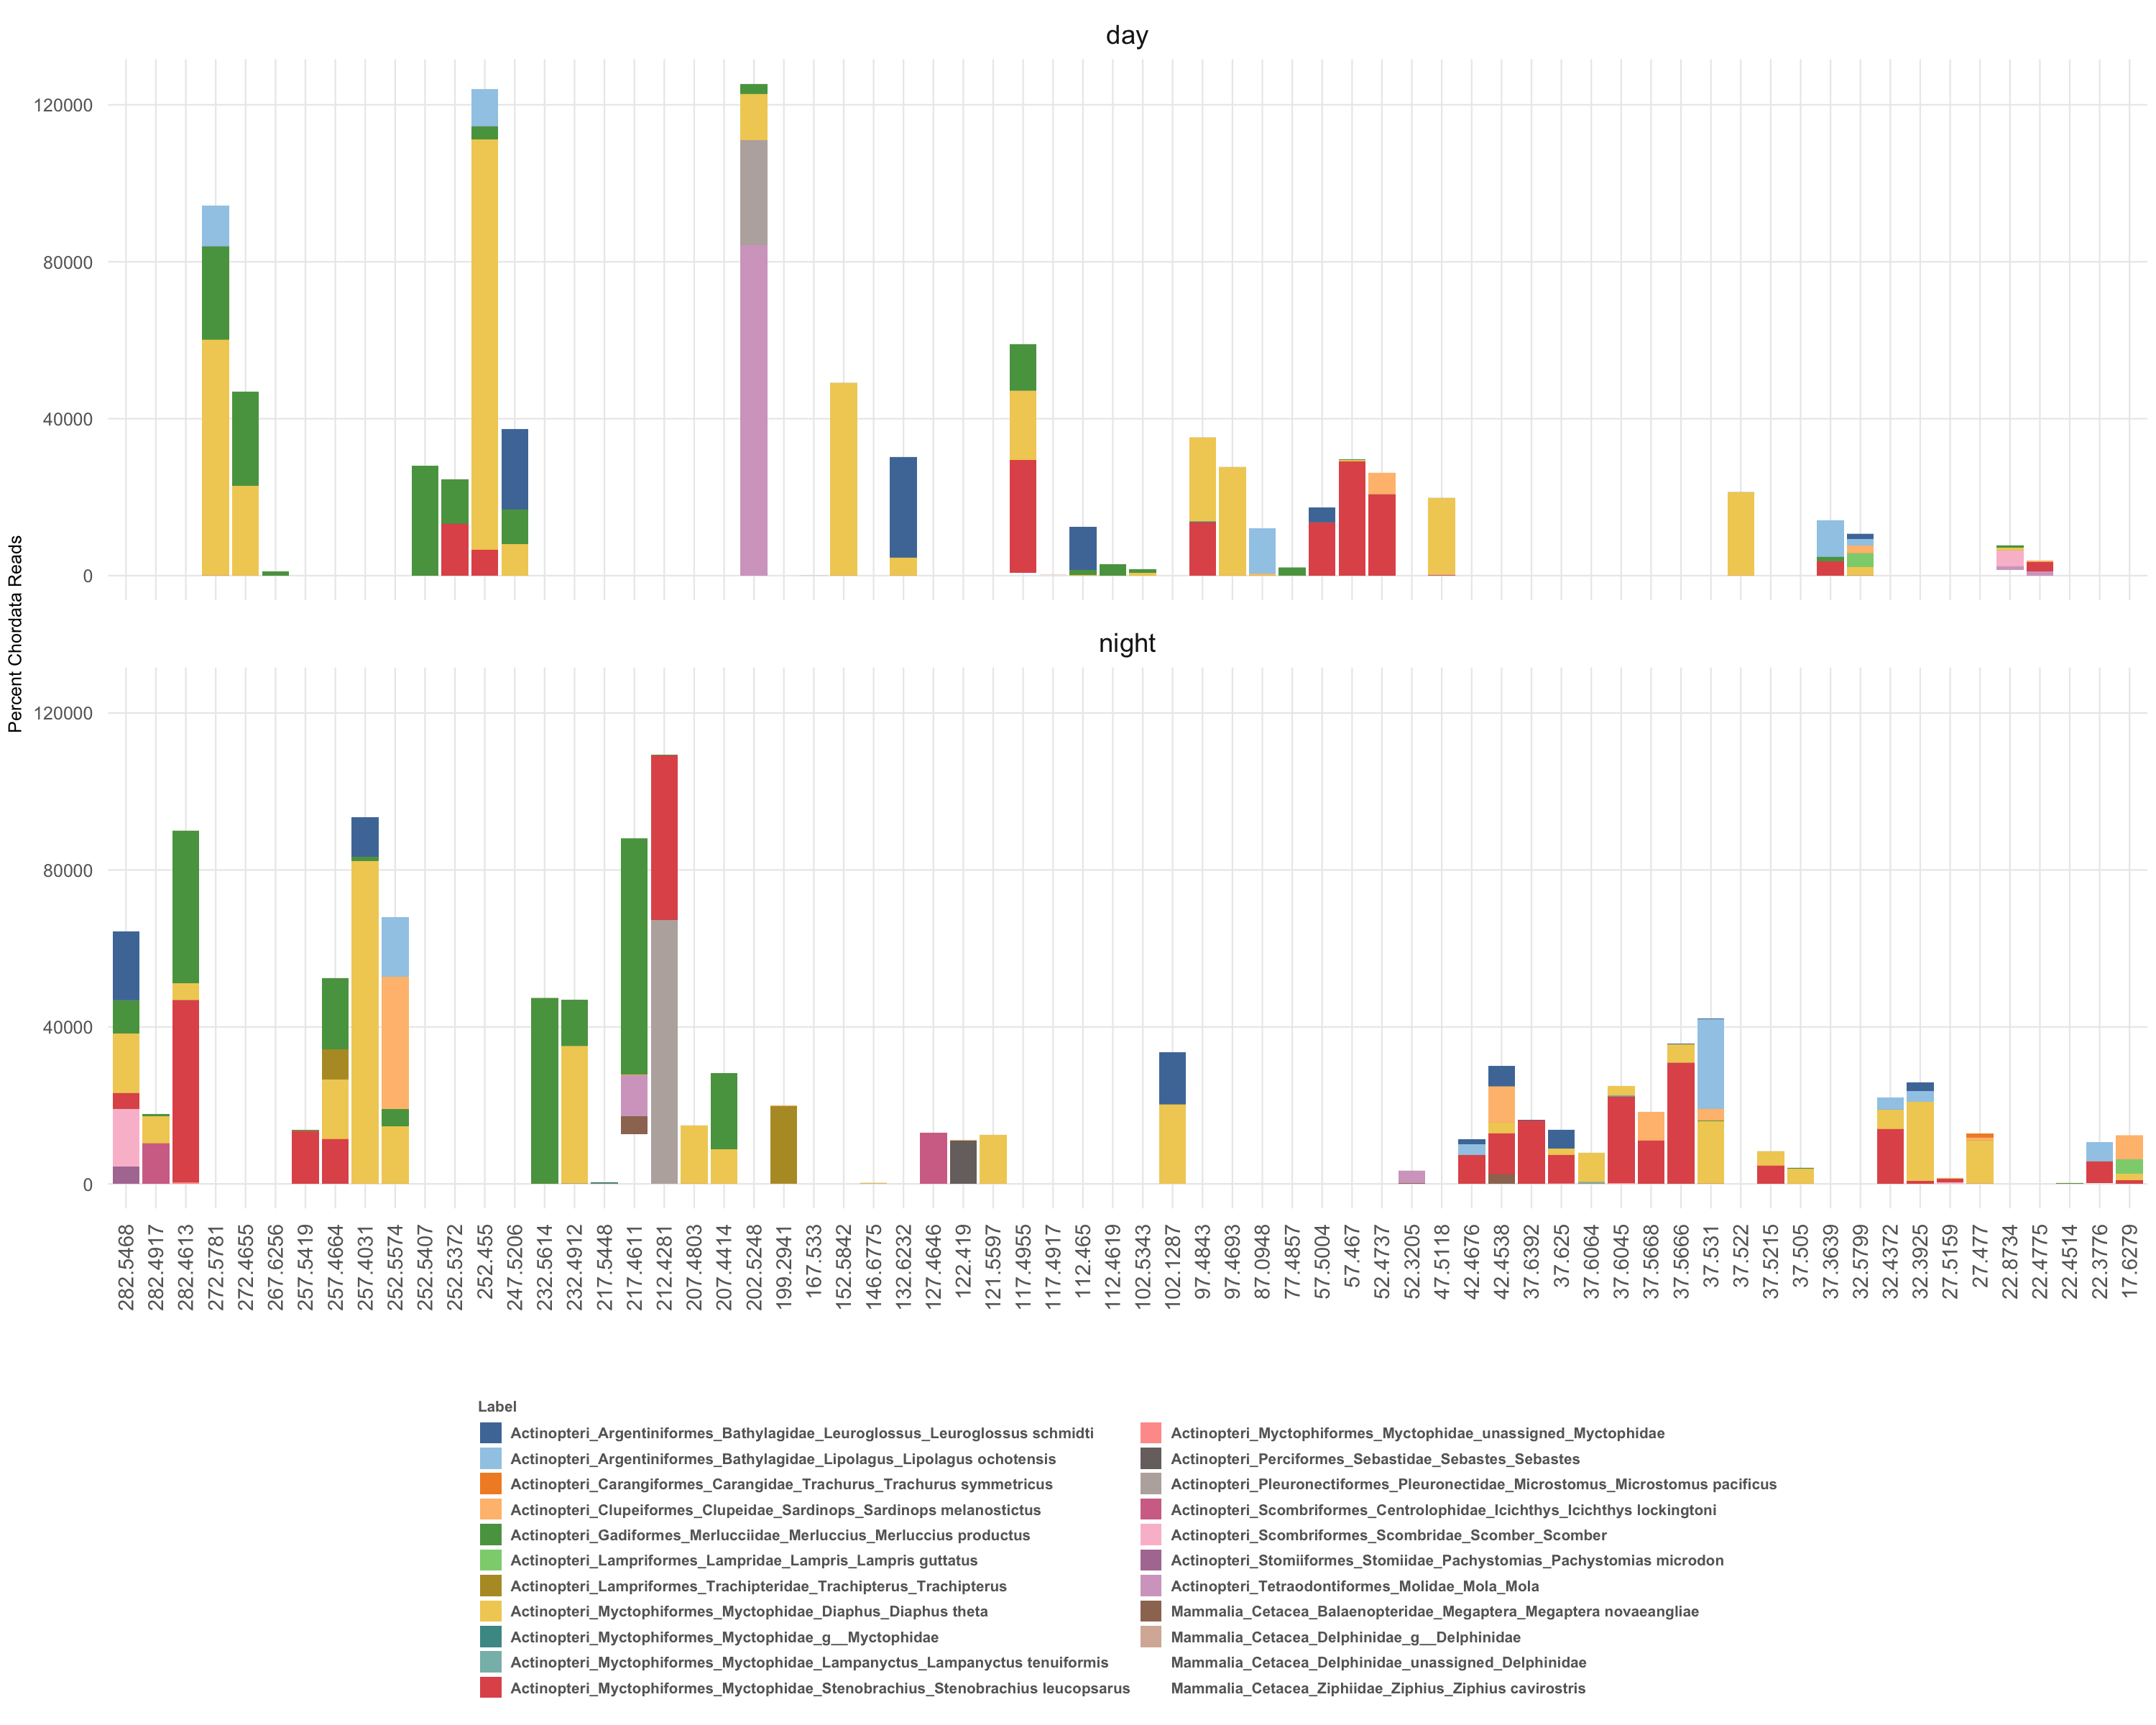 day
120000
80000
40000
0
Percent Chordata Reads
night
120000
80000
40000
0
282.5468
282.4917
282.4613
272.5781
272.4655
267.6256
257.5419
257.4664
257.4031
252.5574
252.5407
252.5372
252.455
247.5206
232.5614
232.4912
217.5448
217.4611
212.4281
207.4803
207.4414
202.5248
199.2941
167.533
152.5842
146.6775
132.6232
127.4646
122.419
121.5597
117.4955
117.4917
112.465
112.4619
102.5343
102.1287
97.4843
97.4693
87.0948
77.4857
57.5004
57.467
52.4737
52.3205
47.5118
42.4676
42.4538
37.6392
37.625
37.6064
37.6045
37.5668
37.5666
37.531
37.522
37.5215
37.505
37.3639
32.5799
32.4372
32.3925
27.5159
27.477
22.8734
22.4775
22.4514
22.3776
17.6279
Label
Actinopteri_Argentiniformes_Bathylagidae_Leuroglossus_Leuroglossus schmidti
Actinopteri_Argentiniformes_Bathylagidae_Lipolagus_Lipolagus ochotensis
Actinopteri_Carangiformes_Carangidae_Trachurus_Trachurus symmetricus
Actinopteri_Clupeiformes_Clupeidae_Sardinops_Sardinops melanostictus
Actinopteri_Gadiformes_Merlucciidae_Merluccius_Merluccius productus
Actinopteri_Lampriformes_Lampridae_Lampris_Lampris guttatus
Actinopteri_Lampriformes_Trachipteridae_Trachipterus_Trachipterus
Actinopteri_Myctophiformes_Myctophidae_Diaphus_Diaphus theta
Actinopteri_Myctophiformes_Myctophidae_g__Myctophidae
Actinopteri_Myctophiformes_Myctophidae_Lampanyctus_Lampanyctus tenuiformis
Actinopteri_Myctophiformes_Myctophidae_Stenobrachius_Stenobrachius leucopsarus
Actinopteri_Myctophiformes_Myctophidae_unassigned_Myctophidae
Actinopteri_Perciformes_Sebastidae_Sebastes_Sebastes
Actinopteri_Pleuronectiformes_Pleuronectidae_Microstomus_Microstomus pacificus
Actinopteri_Scombriformes_Centrolophidae_Icichthys_Icichthys lockingtoni
Actinopteri_Scombriformes_Scombridae_Scomber_Scomber
Actinopteri_Stomiiformes_Stomiidae_Pachystomias_Pachystomias microdon
Actinopteri_Tetraodontiformes_Molidae_Mola_Mola
Mammalia_Cetacea_Balaenopteridae_Megaptera_Megaptera novaeangliae
Mammalia_Cetacea_Delphinidae_g__Delphinidae
Mammalia_Cetacea_Delphinidae_unassigned_Delphinidae
Mammalia_Cetacea_Ziphiidae_Ziphius_Ziphius cavirostris